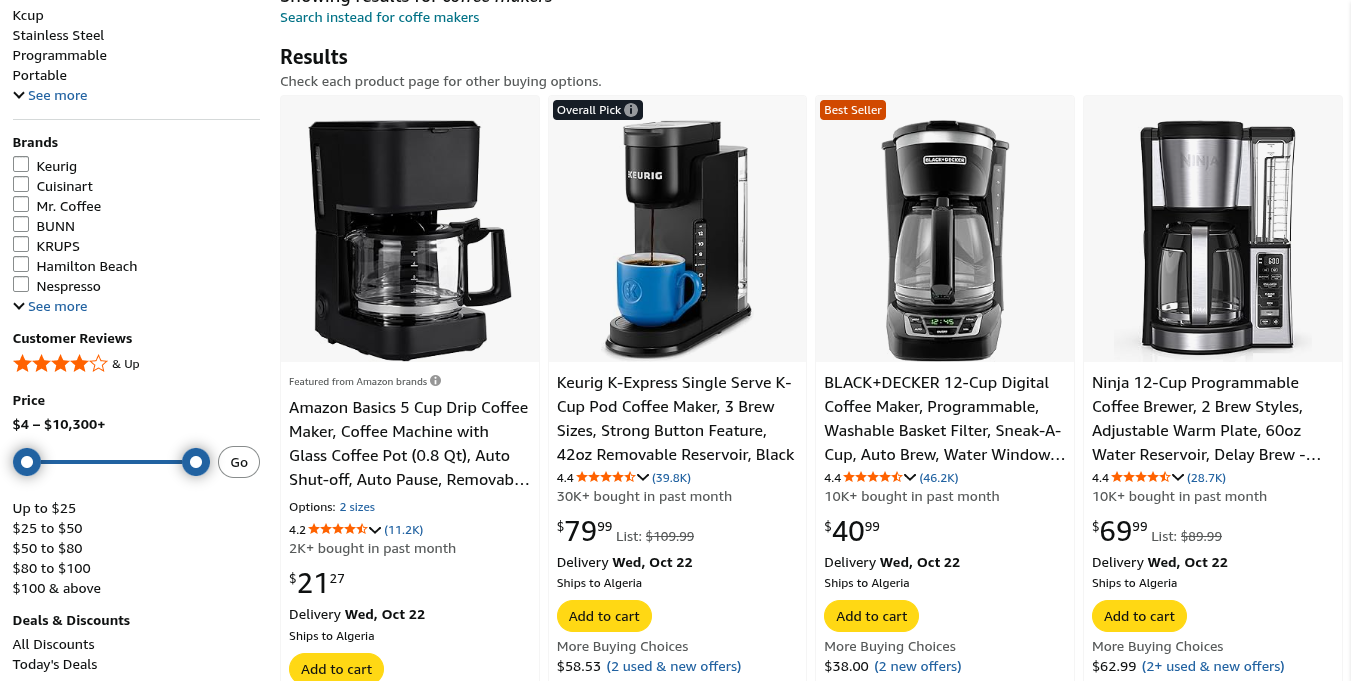 Kcup
Stainless Steel
Programmable
Portable
See more
Brands
Keurig
Cuisinart
Mr. Coffee
BUNN
KRUPS
Hamilton Beach
Nespresso
See more
Customer Reviews
& Up
Price
$4 – $10,300+
Go
Up to $25
$25 to $50
$50 to $80
$80 to $100
$100 & above
Deals & Discounts
All Discounts
Today's Deals
Showing results for coffee makers
Search instead for coffe makers
Results
Check each product page for other buying options.
Featured from Amazon brands
Amazon Basics 5 Cup Drip Coffee
Maker, Coffee Machine with
Glass Coffee Pot (0.8 Qt), Auto
Shut-off, Auto Pause, Removab…
Options: 2 sizes
4.2 (11.2K)
2K+ bought in past month
$21 27
Delivery Wed, Oct 22
Ships to Algeria
Add to cart
Overall Pick
KEURIG
Keurig K-Express Single Serve K-
Cup Pod Coffee Maker, 3 Brew
Sizes, Strong Button Feature,
42oz Removable Reservoir, Black
4.4 (39.8K)
30K+ bought in past month
$79 99 List: $109.99
Delivery Wed, Oct 22
Ships to Algeria
Add to cart
More Buying Choices
$58.53 (2 used & new offers)
Best Seller
BLACK+DECKER
12:45
BLACK+DECKER 12-Cup Digital
Coffee Maker, Programmable,
Washable Basket Filter, Sneak-A-
Cup, Auto Brew, Water Window…
4.4 (46.2K)
10K+ bought in past month
$40 99
Delivery Wed, Oct 22
Ships to Algeria
Add to cart
More Buying Choices
$38.00 (2 new offers)
NINJA
6:00
Ninja 12-Cup Programmable
Coffee Brewer, 2 Brew Styles,
Adjustable Warm Plate, 60oz
Water Reservoir, Delay Brew -…
4.4 (28.7K)
10K+ bought in past month
$69 99 List: $89.99
Delivery Wed, Oct 22
Ships to Algeria
Add to cart
More Buying Choices
$62.99 (2+ used & new offers)